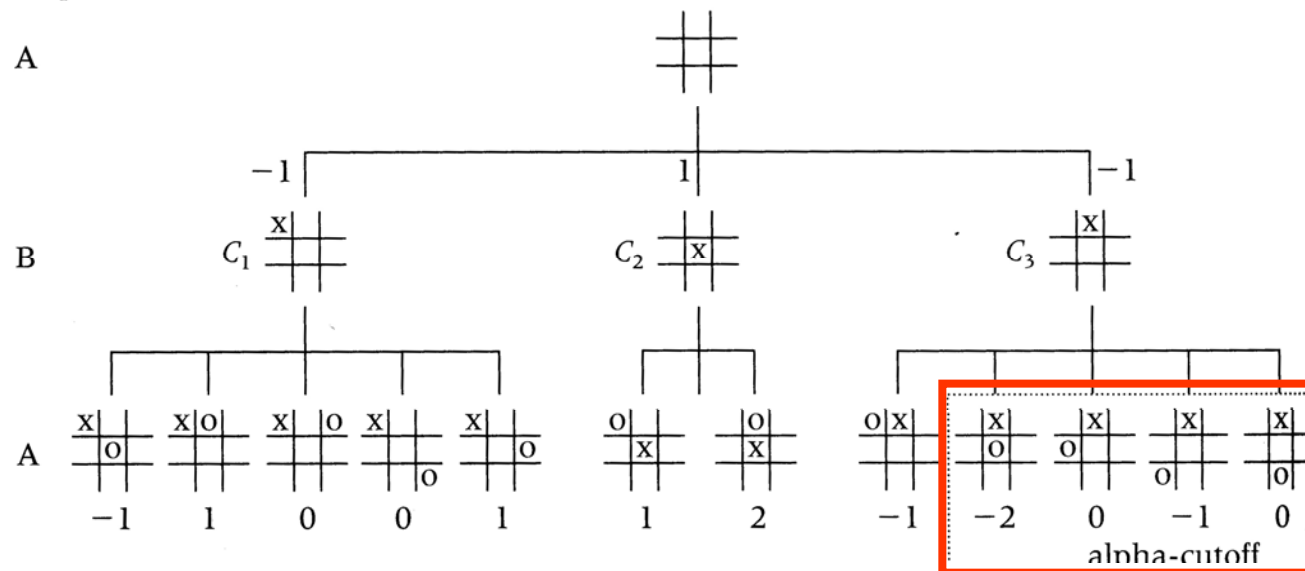 A
−1 1 −1
x x
B C₁ C₂ x C₃
x x o x o x o x o o o x x x x x
A o o x x o o
o o o
−1 1 0 0 1 1 2 −1 −2 0 −1 0
alpha-cutoff